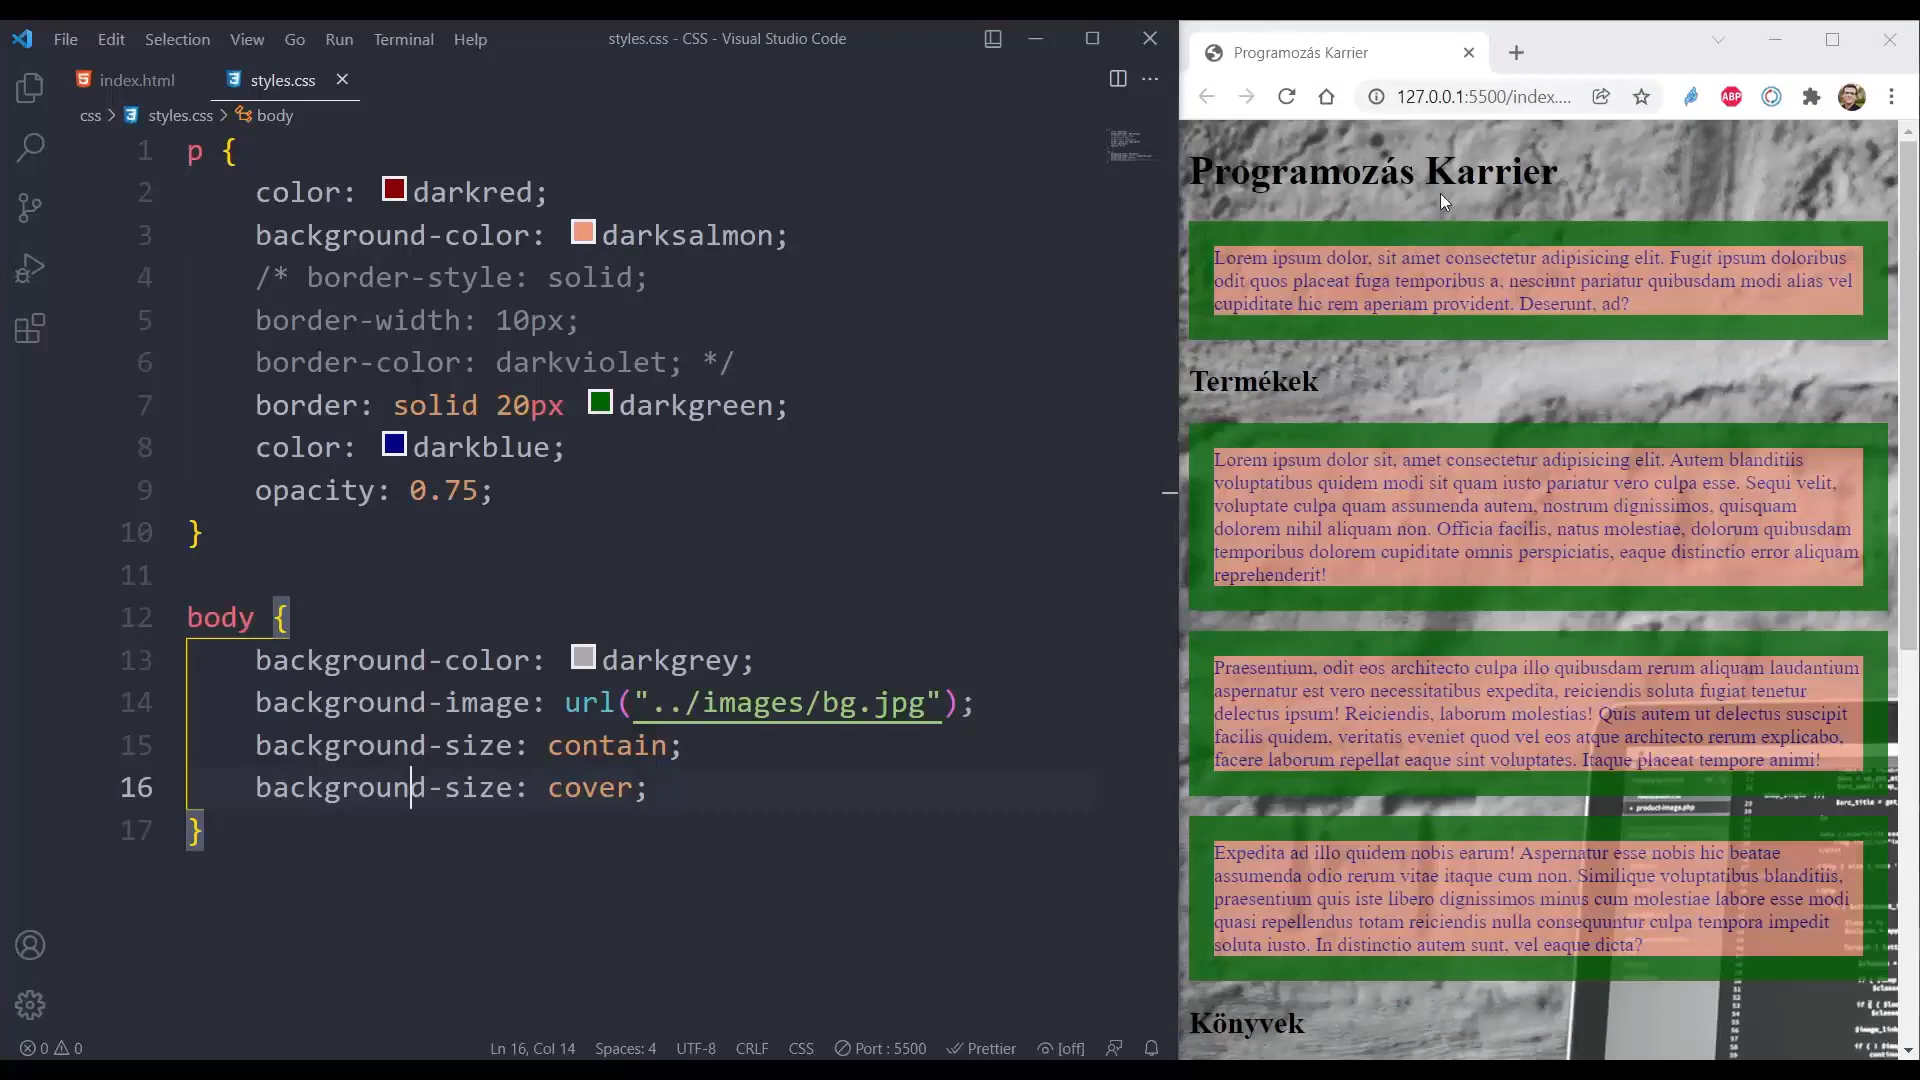 File Edit Selection View Go Run Terminal Help
styles.css - CSS - Visual Studio Code
index.html
styles.css
css > styles.css > body
1 p {
2 color: darkred;
3 background-color: darksalmon;
4 /* border-style: solid;
5 border-width: 10px;
6 border-color: darkviolet; */
7 border: solid 20px darkgreen;
8 color: darkblue;
9 opacity: 0.75;
10 }
11
12 body {
13 background-color: darkgrey;
14 background-image: url("../images/bg.jpg");
15 background-size: contain;
16 background-size: cover;
17 }
0 0 Ln 16, Col 14 Spaces: 4 UTF-8 CRLF CSS Port : 5500 Prettier [off]
Programozás Karrier
127.0.0.1:5500/index....
ABP
Programozás Karrier
Lorem ipsum dolor, sit amet consectetur adipisicing elit. Fugit ipsum doloribus
odit quos placeat fuga temporibus a, nesciunt pariatur quibusdam modi alias vel
cupiditate hic rem aperiam provident. Deserunt, ad?
Termékek
Lorem ipsum dolor sit, amet consectetur adipisicing elit. Autem blanditiis
voluptatibus quidem modi sit quam iusto pariatur vero culpa esse. Sequi velit,
voluptate culpa quam assumenda autem, nostrum dignissimos, quisquam
dolorem nihil aliquam non. Officia facilis, natus molestiae, dolorum quibusdam
temporibus dolorem cupiditate omnis perspiciatis, eaque distinctio error aliquam
reprehenderit!
Praesentium, odit eos architecto culpa illo quibusdam rerum aliquam laudantium
aspernatur est vero necessitatibus expedita, reiciendis soluta fugiat tenetur
delectus ipsum! Reiciendis, laborum molestias! Quis autem ut delectus suscipit
facilis quidem, veritatis eveniet quod vel eos atque architecto rerum explicabo,
facere laborum repellat eaque sint voluptates. Itaque placeat tempore animi!
product-image.php
Expedita ad illo quidem nobis earum! Aspernatur esse nobis hic beatae
assumenda odio rerum vitae itaque cum non. Similique voluptatibus blanditiis,
praesentium quis iste libero dignissimos minus cum molestiae labore esse modi
quasi repellendus totam reiciendis nulla consequuntur culpa tempora impedit
soluta iusto. In distinctio autem sunt, vel eaque dicta?
Könyvek